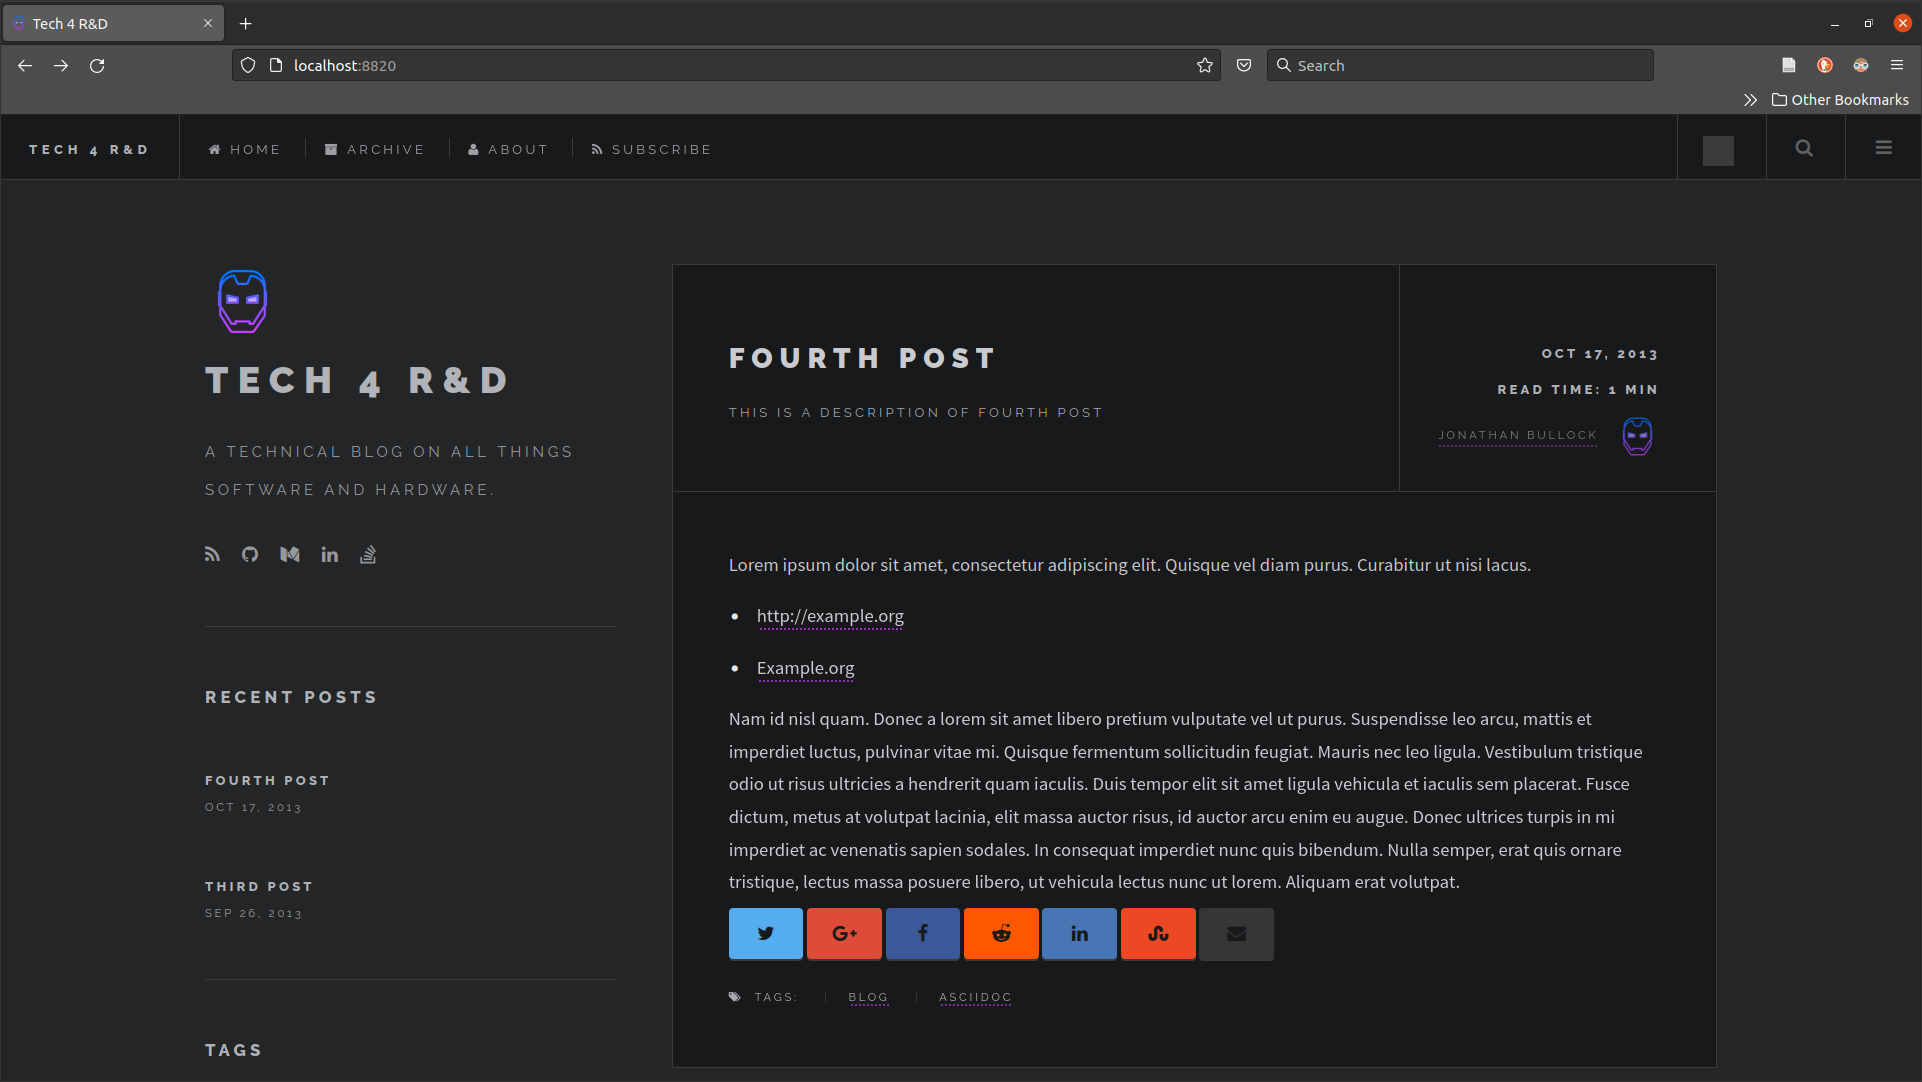 Tech 4 R&D
localhost:8820
Search
Other Bookmarks
TECH 4 R&D
HOME
ARCHIVE
ABOUT
SUBSCRIBE
TECH 4 R&D
A TECHNICAL BLOG ON ALL THINGS
SOFTWARE AND HARDWARE.
RECENT POSTS
FOURTH POST
OCT 17, 2013
THIRD POST
SEP 26, 2013
TAGS
FOURTH POST
THIS IS A DESCRIPTION OF FOURTH POST
OCT 17, 2013
READ TIME: 1 MIN
JONATHAN BULLOCK
Lorem ipsum dolor sit amet, consectetur adipiscing elit. Quisque vel diam purus. Curabitur ut nisi lacus.
http://example.org
Example.org
Nam id nisl quam. Donec a lorem sit amet libero pretium vulputate vel ut purus. Suspendisse leo arcu, mattis et
imperdiet luctus, pulvinar vitae mi. Quisque fermentum sollicitudin feugiat. Mauris nec leo ligula. Vestibulum tristique
odio ut risus ultricies a hendrerit quam iaculis. Duis tempor elit sit amet ligula vehicula et iaculis sem placerat. Fusce
dictum, metus at volutpat lacinia, elit massa auctor risus, id auctor arcu enim eu augue. Donec ultrices turpis in mi
imperdiet ac venenatis sapien sodales. In consequat imperdiet nunc quis bibendum. Nulla semper, erat quis ornare
tristique, lectus massa posuere libero, ut vehicula lectus nunc ut lorem. Aliquam erat volutpat.
TAGS:
BLOG
ASCIIDOC